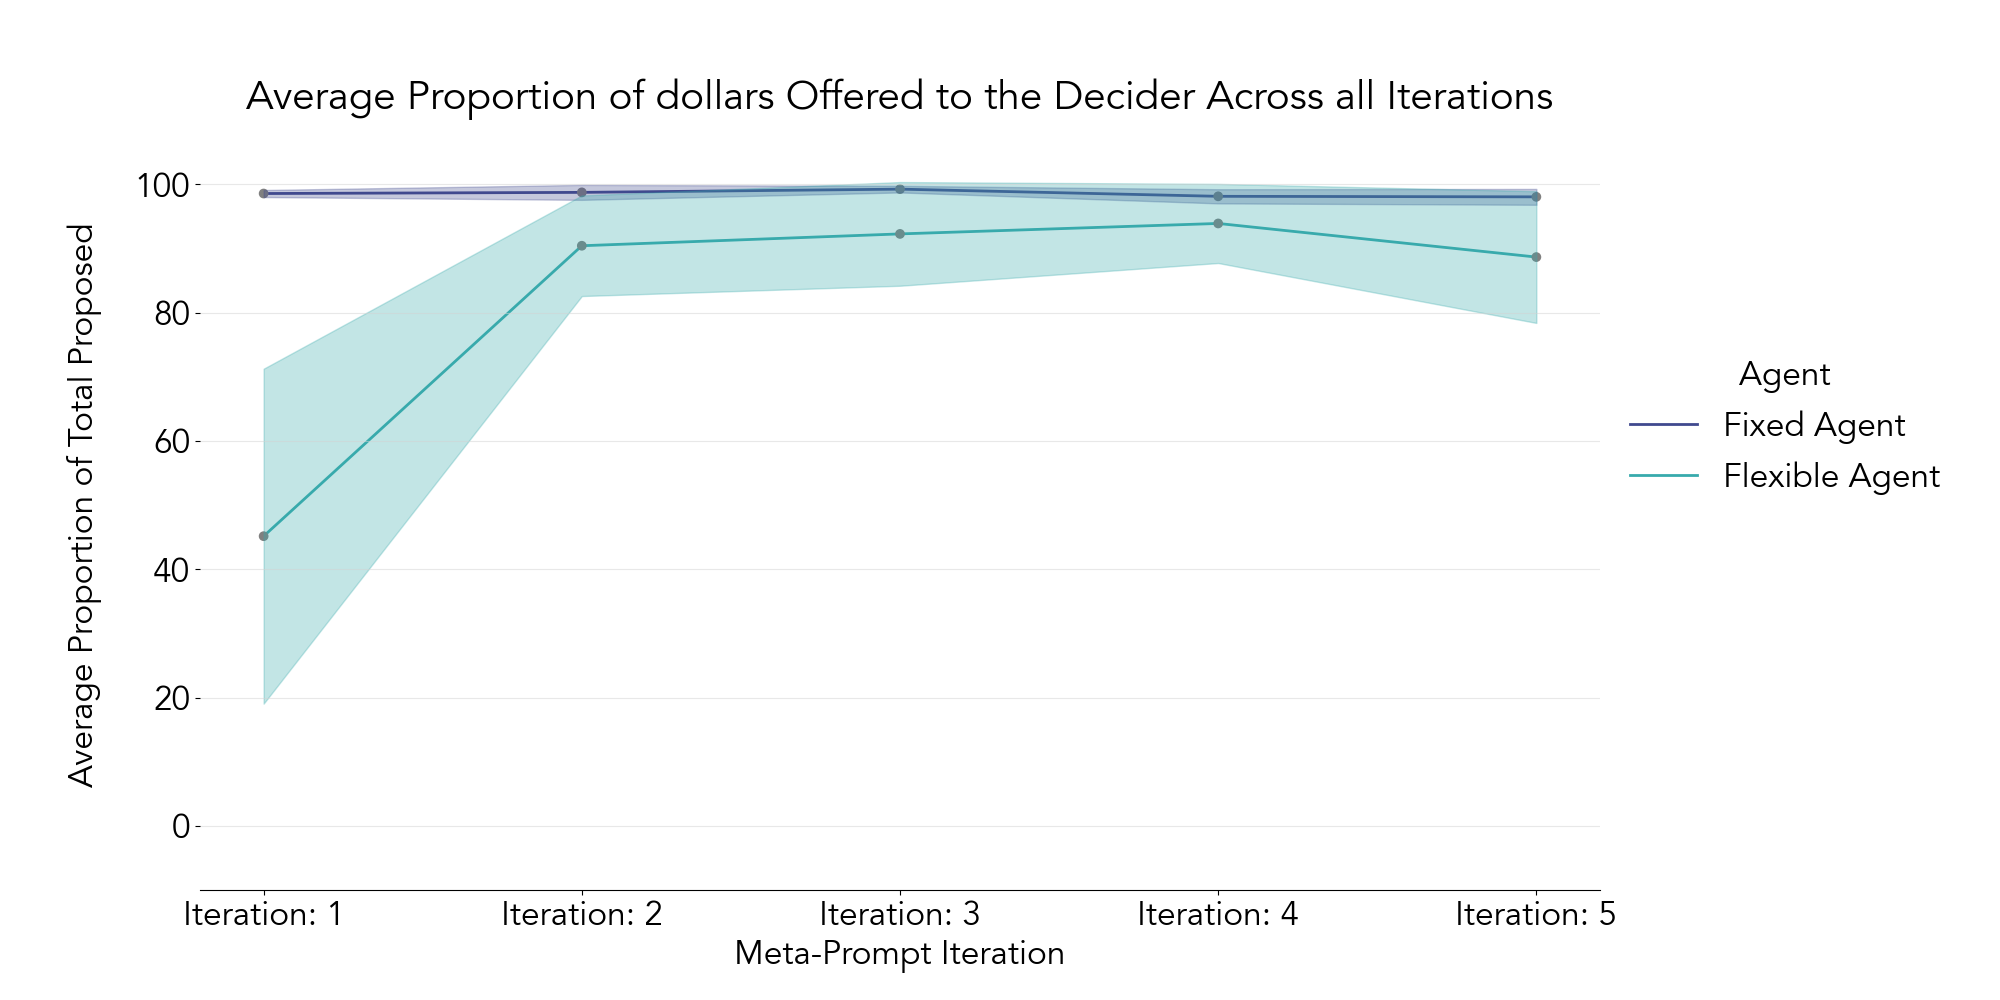 Average Proportion of dollars Offered to the Decider Across all Iterations
Average Proportion of Total Proposed
100
80
60
40
20
0
Iteration: 1
Iteration: 2
Iteration: 3
Iteration: 4
Iteration: 5
Meta-Prompt Iteration
Agent
Fixed Agent
Flexible Agent